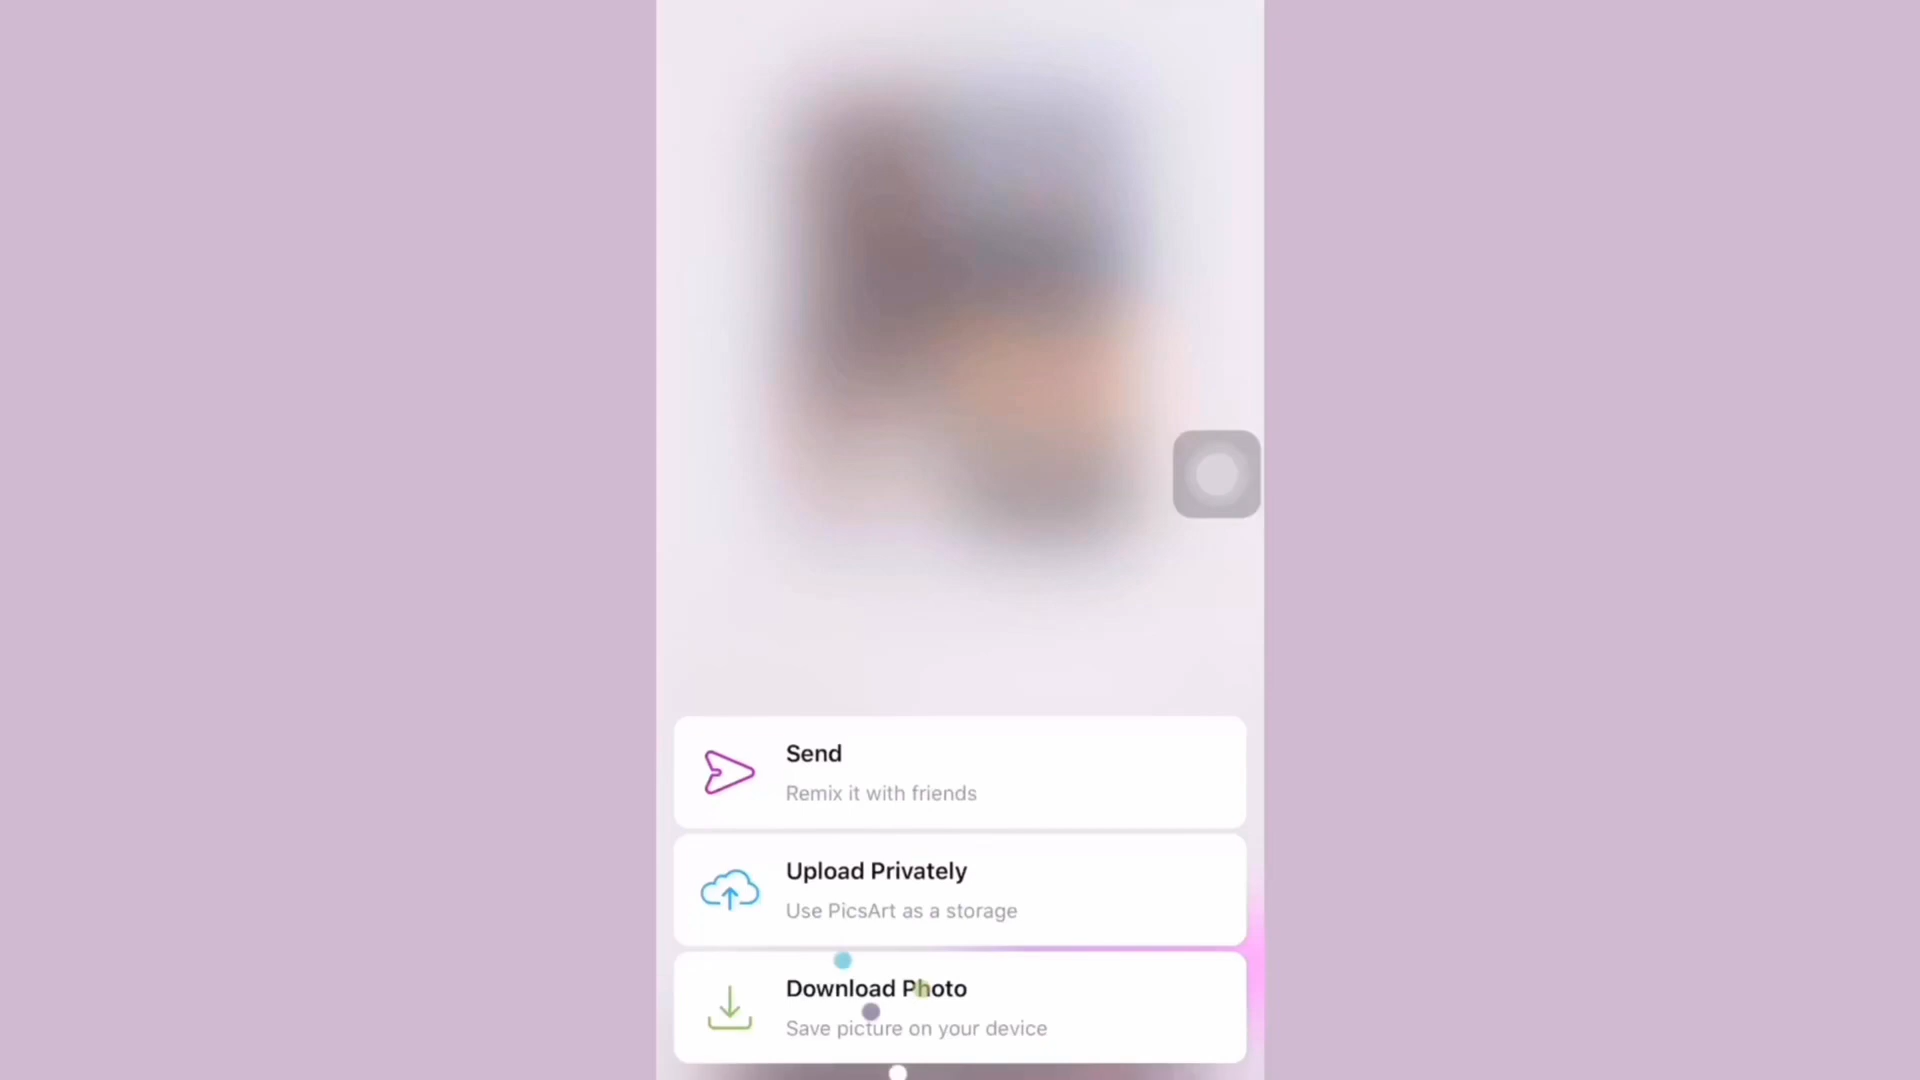 Send
Remix it with friends
Upload Privately
Use PicsArt as a storage
Download Photo
Save picture on your device